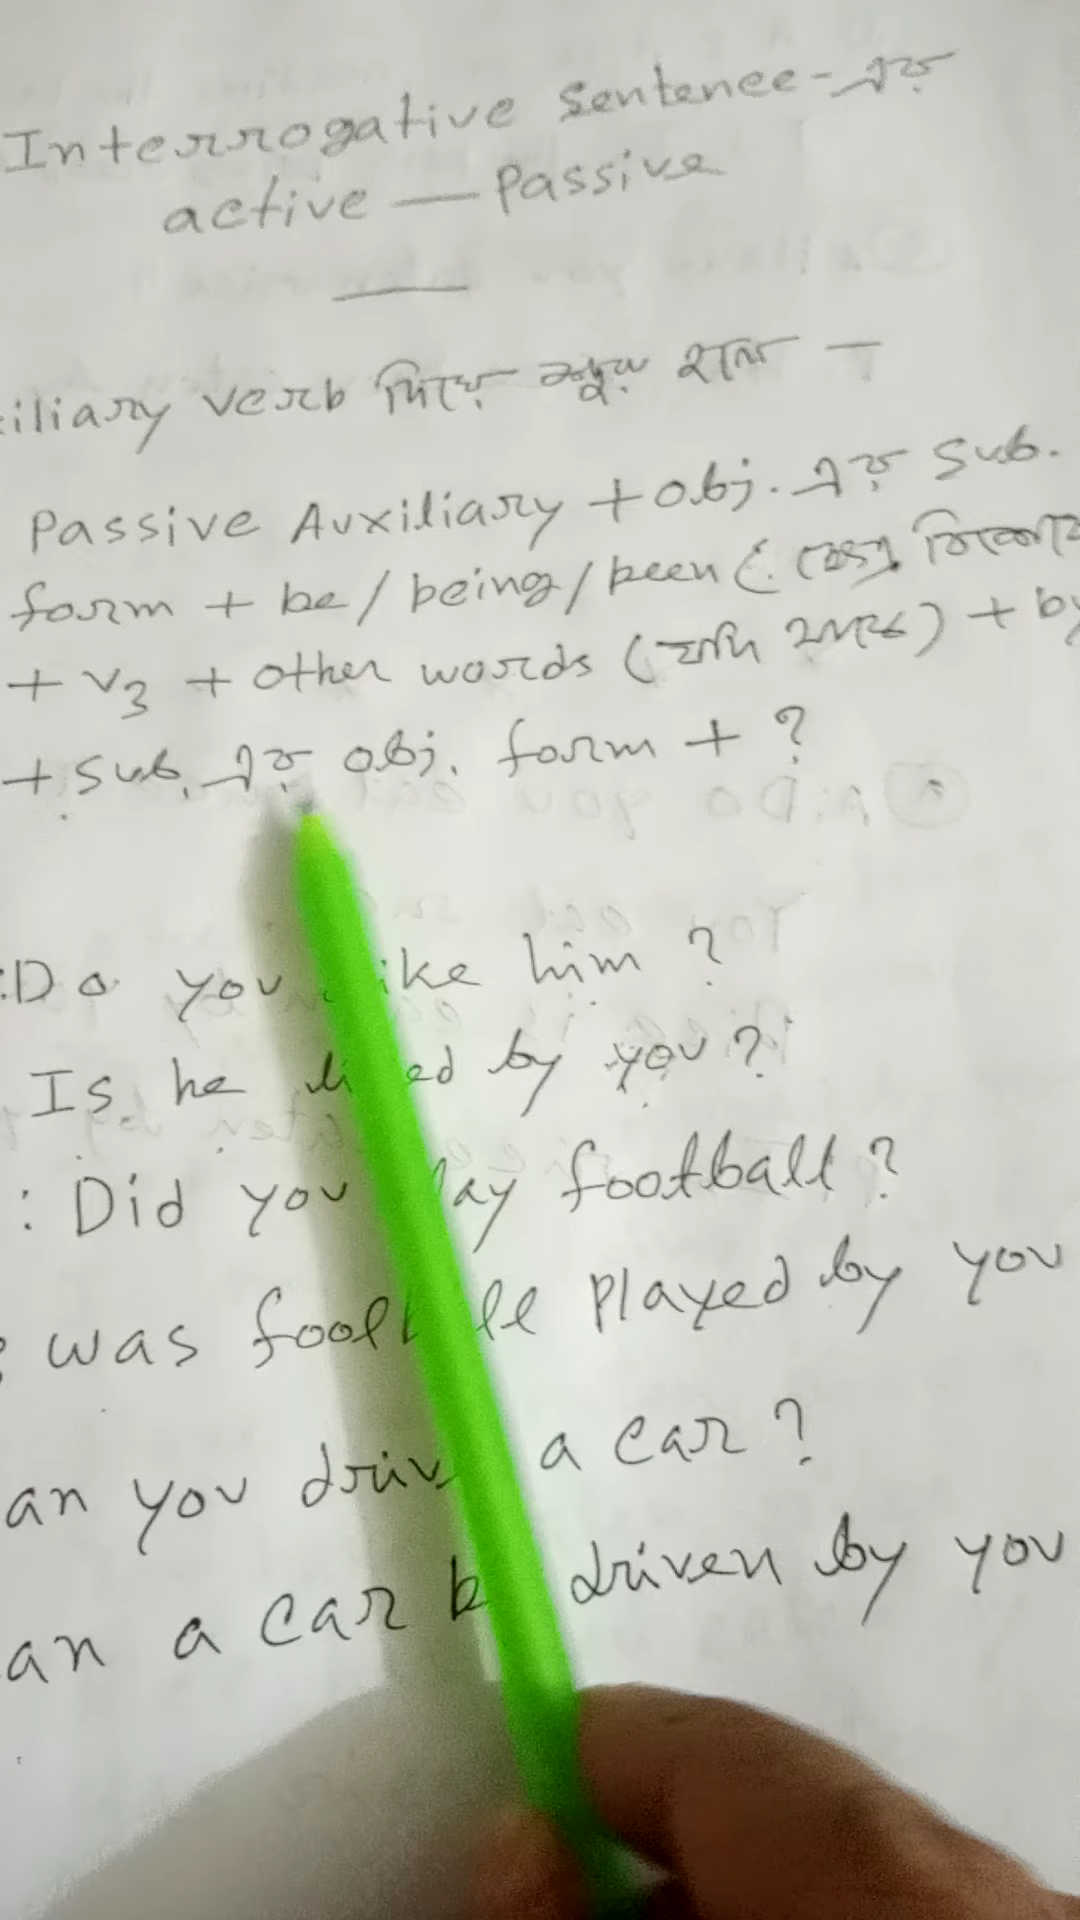 Interrogative Sentence-এর
active — Passive
iliary verb দিয়ে শুরু হলে —
Passive Auxiliary + obj. এর Sub.
form + be/being/been (
+ V3 + other words (যদি থাকে) + by
+ Sub. এর obj. form + ?
: Do you like him ?
Is he liked by you ?
: Did you play football ?
: was football played by you
an you drive a car ?
an a car be driven by you